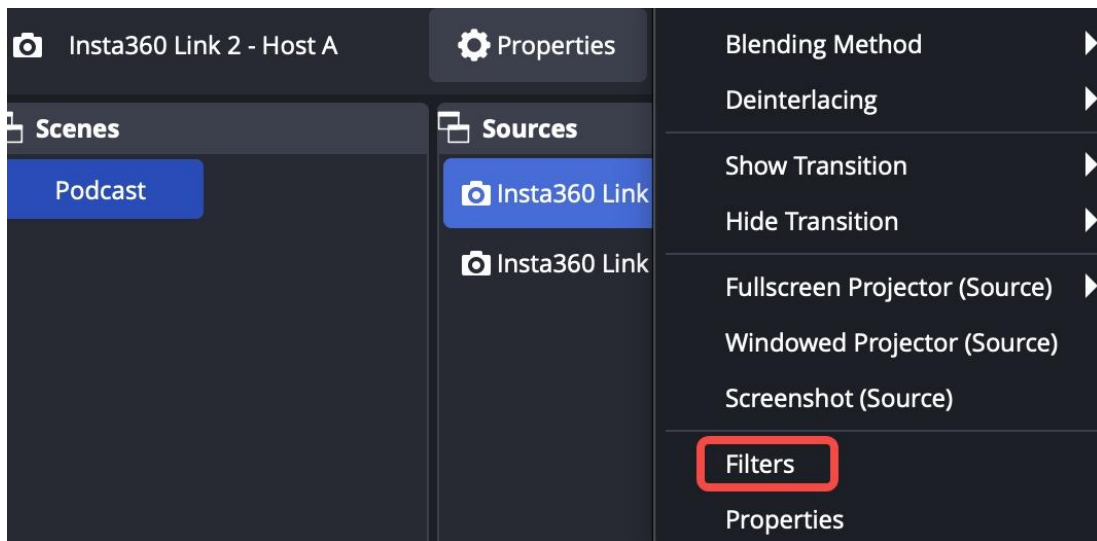 Insta360 Link 2 - Host A
Properties
Scenes
Podcast
Sources
Insta360 Link
Insta360 Link
Blending Method
Deinterlacing
Show Transition
Hide Transition
Fullscreen Projector (Source)
Windowed Projector (Source)
Screenshot (Source)
Filters
Properties